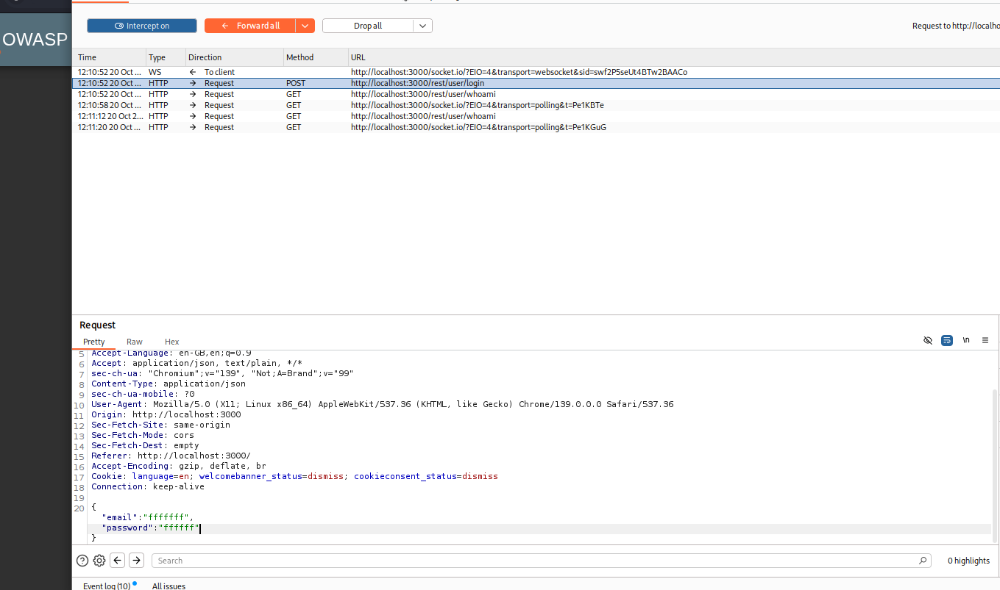 OWASP
Intercept on Forward all Drop all Request to http://localho
Time Type Direction Method URL
12:10:52 20 Oct ... WS ← To client http://localhost:3000/socket.io/?EIO=4&transport=websocket&sid=swf2P5seUt4BTw2BAACo
12:10:52 20 Oct ... HTTP → Request POST http://localhost:3000/rest/user/login
12:10:52 20 Oct ... HTTP → Request GET http://localhost:3000/rest/user/whoami
12:10:58 20 Oct ... HTTP → Request GET http://localhost:3000/socket.io/?EIO=4&transport=polling&t=Pe1KBTe
12:11:12 20 Oct 2... HTTP → Request GET http://localhost:3000/rest/user/whoami
12:11:20 20 Oct ... HTTP → Request GET http://localhost:3000/socket.io/?EIO=4&transport=polling&t=Pe1KGuG
Request
Pretty Raw Hex \n
5 Accept-Language: en-GB,en;q=0.9
6 Accept: application/json, text/plain, */*
7 sec-ch-ua: "Chromium";v="139", "Not;A=Brand";v="99"
8 Content-Type: application/json
9 sec-ch-ua-mobile: ?0
10 User-Agent: Mozilla/5.0 (X11; Linux x86_64) AppleWebKit/537.36 (KHTML, like Gecko) Chrome/139.0.0.0 Safari/537.36
11 Origin: http://localhost:3000
12 Sec-Fetch-Site: same-origin
13 Sec-Fetch-Mode: cors
14 Sec-Fetch-Dest: empty
15 Referer: http://localhost:3000/
16 Accept-Encoding: gzip, deflate, br
17 Cookie: language=en; welcomebanner_status=dismiss; cookieconsent_status=dismiss
18 Connection: keep-alive
19
20 {
"email":"fffffff",
"password":"ffffff"
}
Search 0 highlights
Event log (10) All issues